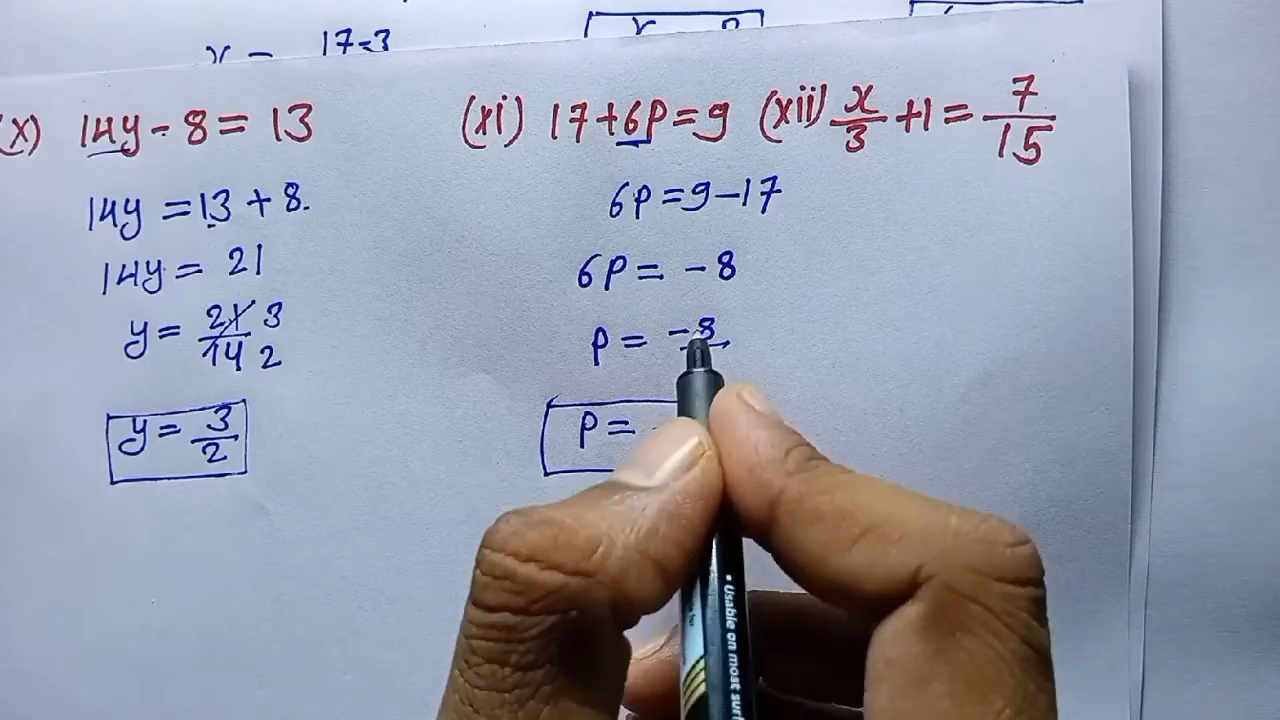 17-3
(x) 14y - 8 = 13
14y = 13 + 8.
14y = 21
y = 21/14 3/2
y = 3/2
(xi) 17 + 6P = 9
6P = 9 - 17
6P = - 8
P = -8
P =
(xii) x/3 + 1 = 7/15
• Usable on most surf